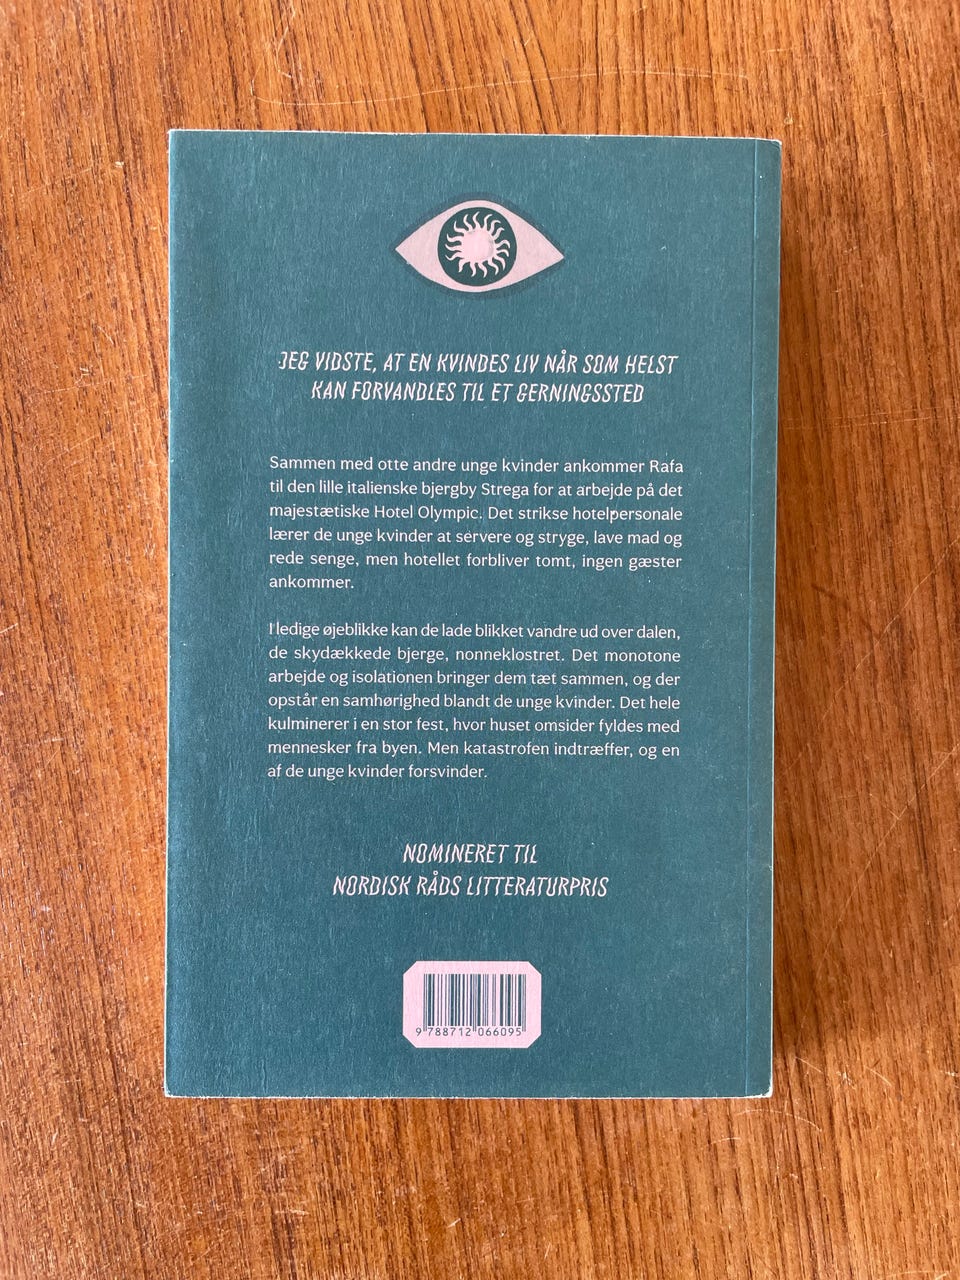 JEG VIDSTE, AT EN KVINDES LIV NÅR SOM HELST
KAN FORVANDLES TIL ET GERNINGSSTED
Sammen med otte andre unge kvinder ankommer Rafa
til den lille italienske bjergby Strega for at arbejde på det
majestætiske Hotel Olympic. Det strikse hotelpersonale
lærer de unge kvinder at servere og stryge, lave mad og
rede senge, men hotellet forbliver tomt, ingen gæster
ankommer.
I ledige øjeblikke kan de lade blikket vandre ud over dalen,
de skydækkede bjerge, nonneklostret. Det monotone
arbejde og isolationen bringer dem tæt sammen, og der
opstår en samhørighed blandt de unge kvinder. Det hele
kulminerer i en stor fest, hvor huset omsider fyldes med
mennesker fra byen. Men katastrofen indtræffer, og en
af de unge kvinder forsvinder.
NOMINERET TIL
NORDISK RÅDS LITTERATURPRIS
9 788712 066095